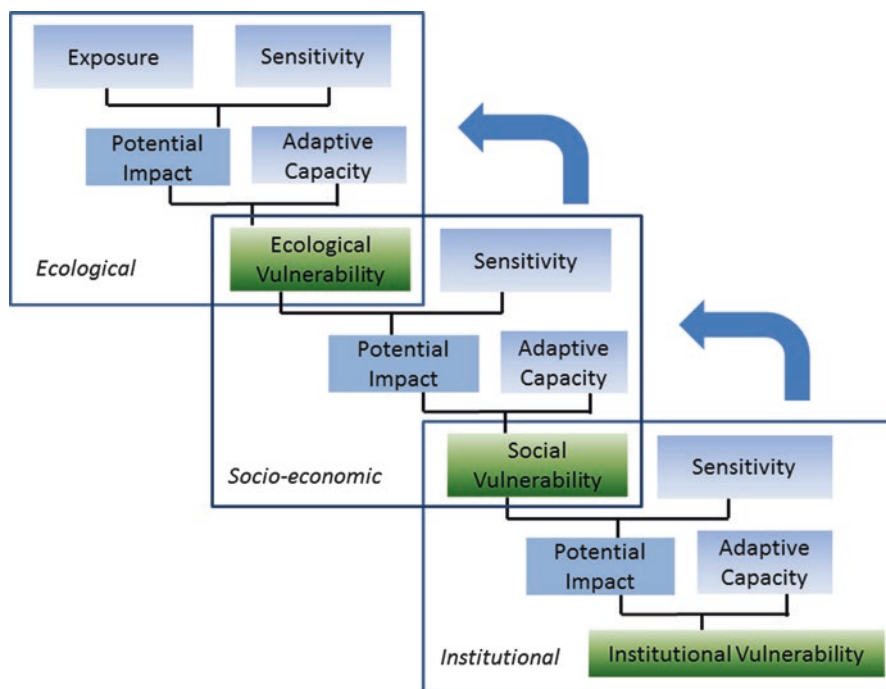 Exposure
Sensitivity
Potential
Impact
Adaptive
Capacity
Ecological
Ecological
Vulnerability
Sensitivity
Potential
Impact
Adaptive
Capacity
Socio-economic
Social
Vulnerability
Sensitivity
Potential
Impact
Adaptive
Capacity
Institutional
Institutional Vulnerability